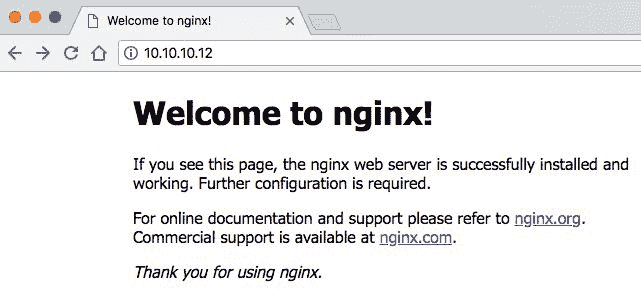 Welcome to nginx!
10.10.10.12
Welcome to nginx!
If you see this page, the nginx web server is successfully installed and
working. Further configuration is required.
For online documentation and support please refer to nginx.org.
Commercial support is available at nginx.com.
Thank you for using nginx.